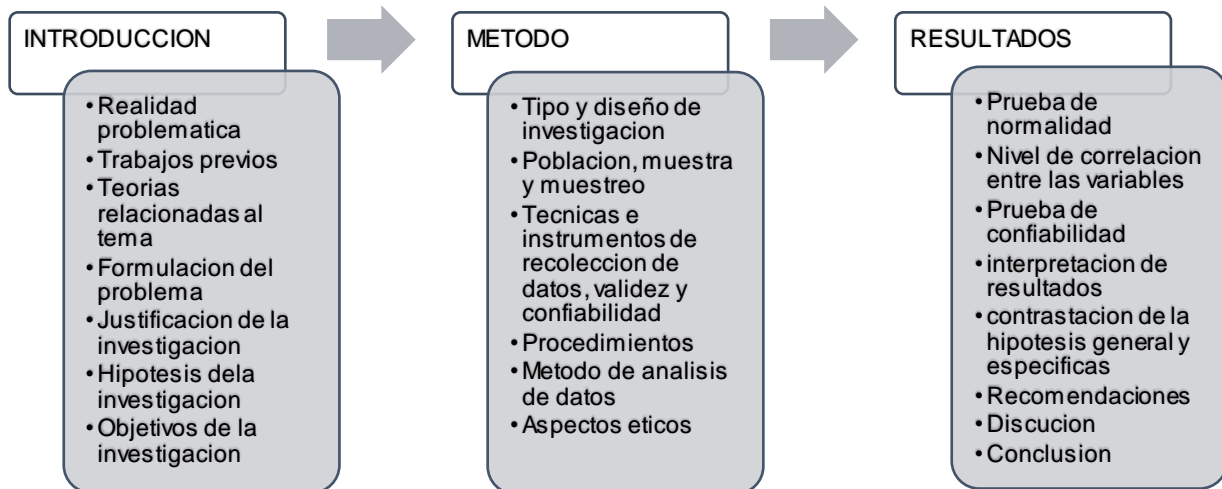 INTRODUCCION
• Realidad
problematica
• Trabajos previos
• Teorias
relacionadas al
tema
• Formulacion del
problema
• Justificacion de la
investigacion
• Hipotesis dela
investigacion
• Objetivos de la
investigacion
METODO
• Tipo y diseño de
investigacion
• Poblacion, muestra
y muestreo
• Tecnicas e
instrumentos de
recoleccion de
datos, validez y
confiabilidad
• Procedimientos
• Metodo de analisis
de datos
• Aspectos eticos
RESULTADOS
• Prueba de
normalidad
• Nivel de correlacion
entre las variables
• Prueba de
confiabilidad
• interpretacion de
resultados
• contrastacion de la
hipotesis general y
especificas
• Recomendaciones
• Discucion
• Conclusion